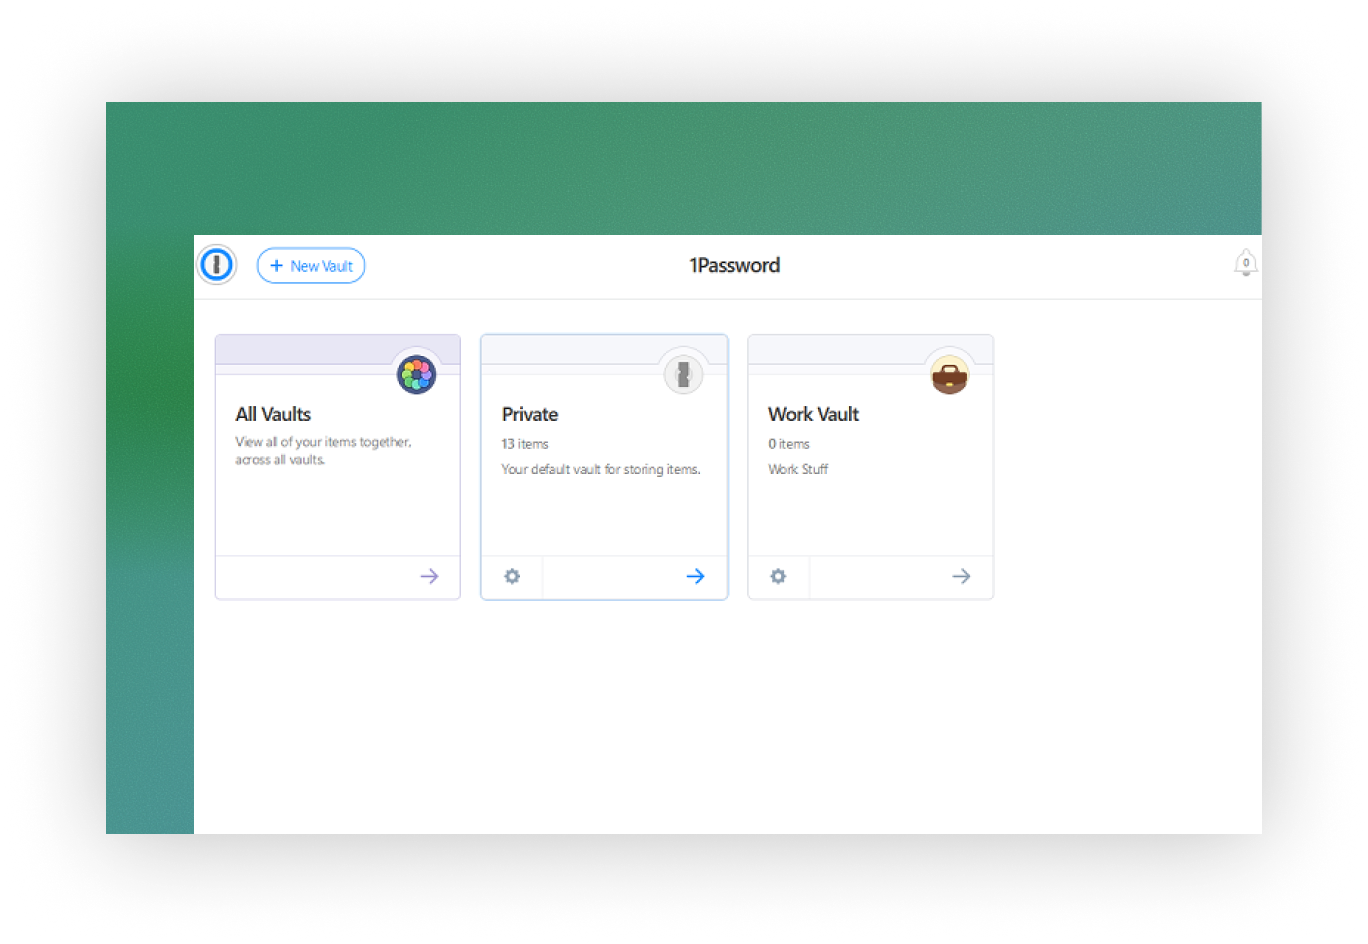 + New Vault
1Password
0
All Vaults
View all of your items together,
across all vaults.
Private
13 items
Your default vault for storing items.
Work Vault
0 items
Work Stuff